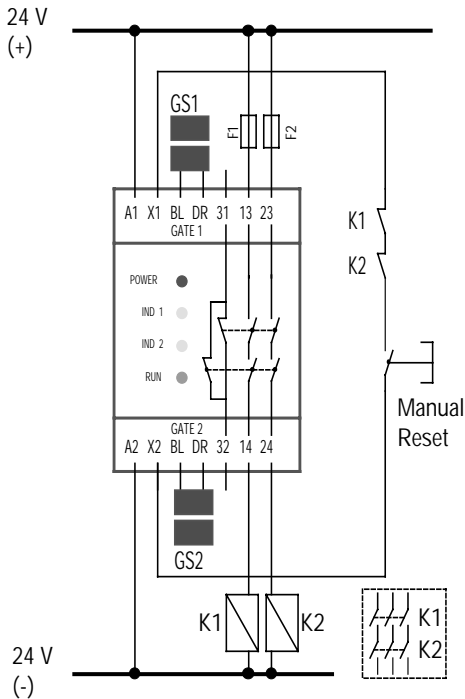 24 V
(+)
GS1
F1
F2
A1 X1 BL DR 31 13 23
GATE 1
K1
K2
POWER
IND 1
IND 2
RUN
Manual
Reset
GATE 2
A2 X2 BL DR 32 14 24
GS2
K1
K2
K1
K2
24 V
(-)